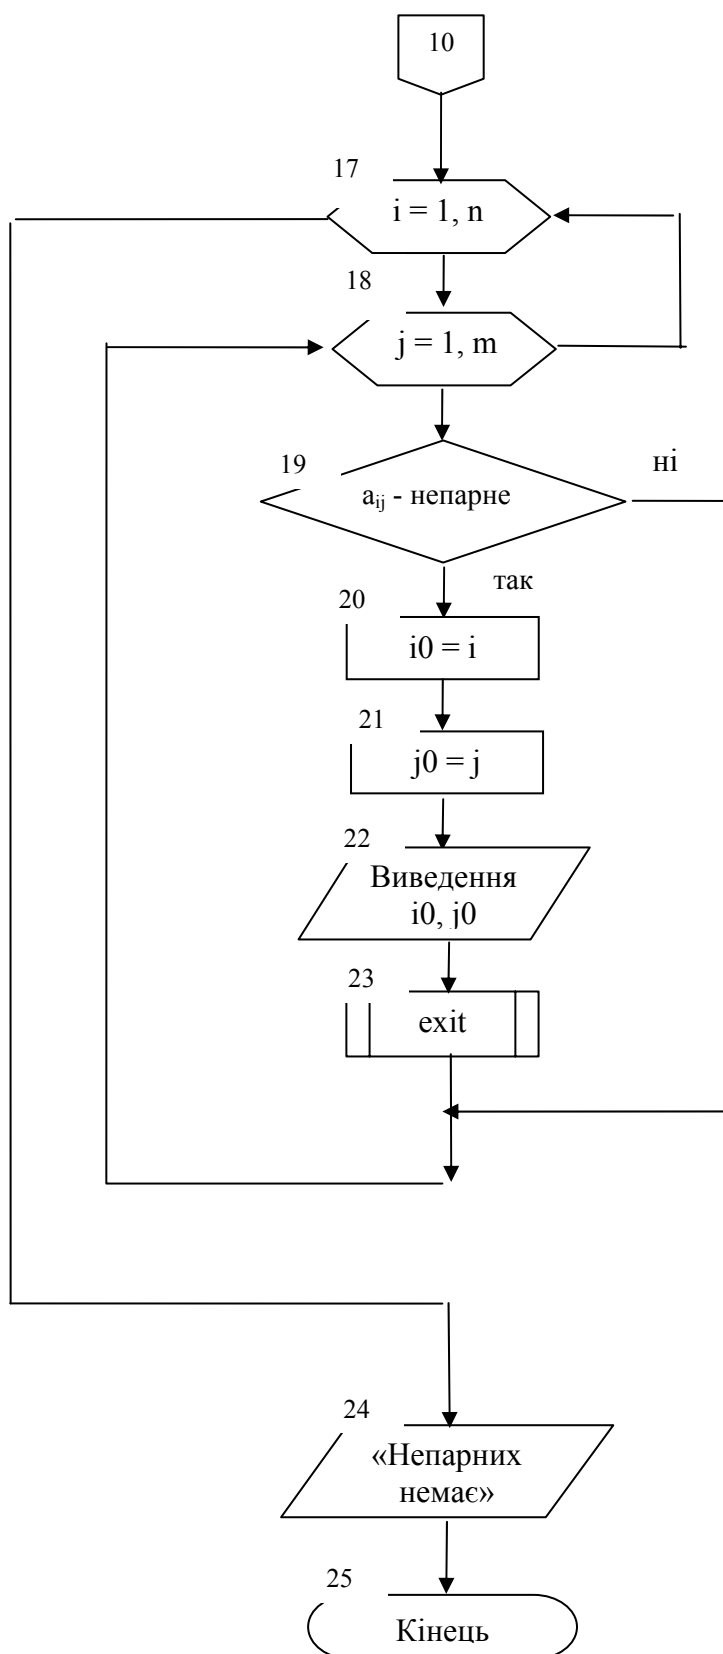 10
17
i = 1, n
18
j = 1, m
19
ні
aij - непарне
так
20
i0 = i
21
j0 = j
22
Виведення
i0, j0
23
exit
24
«Непарних
немає»
25
Кінець